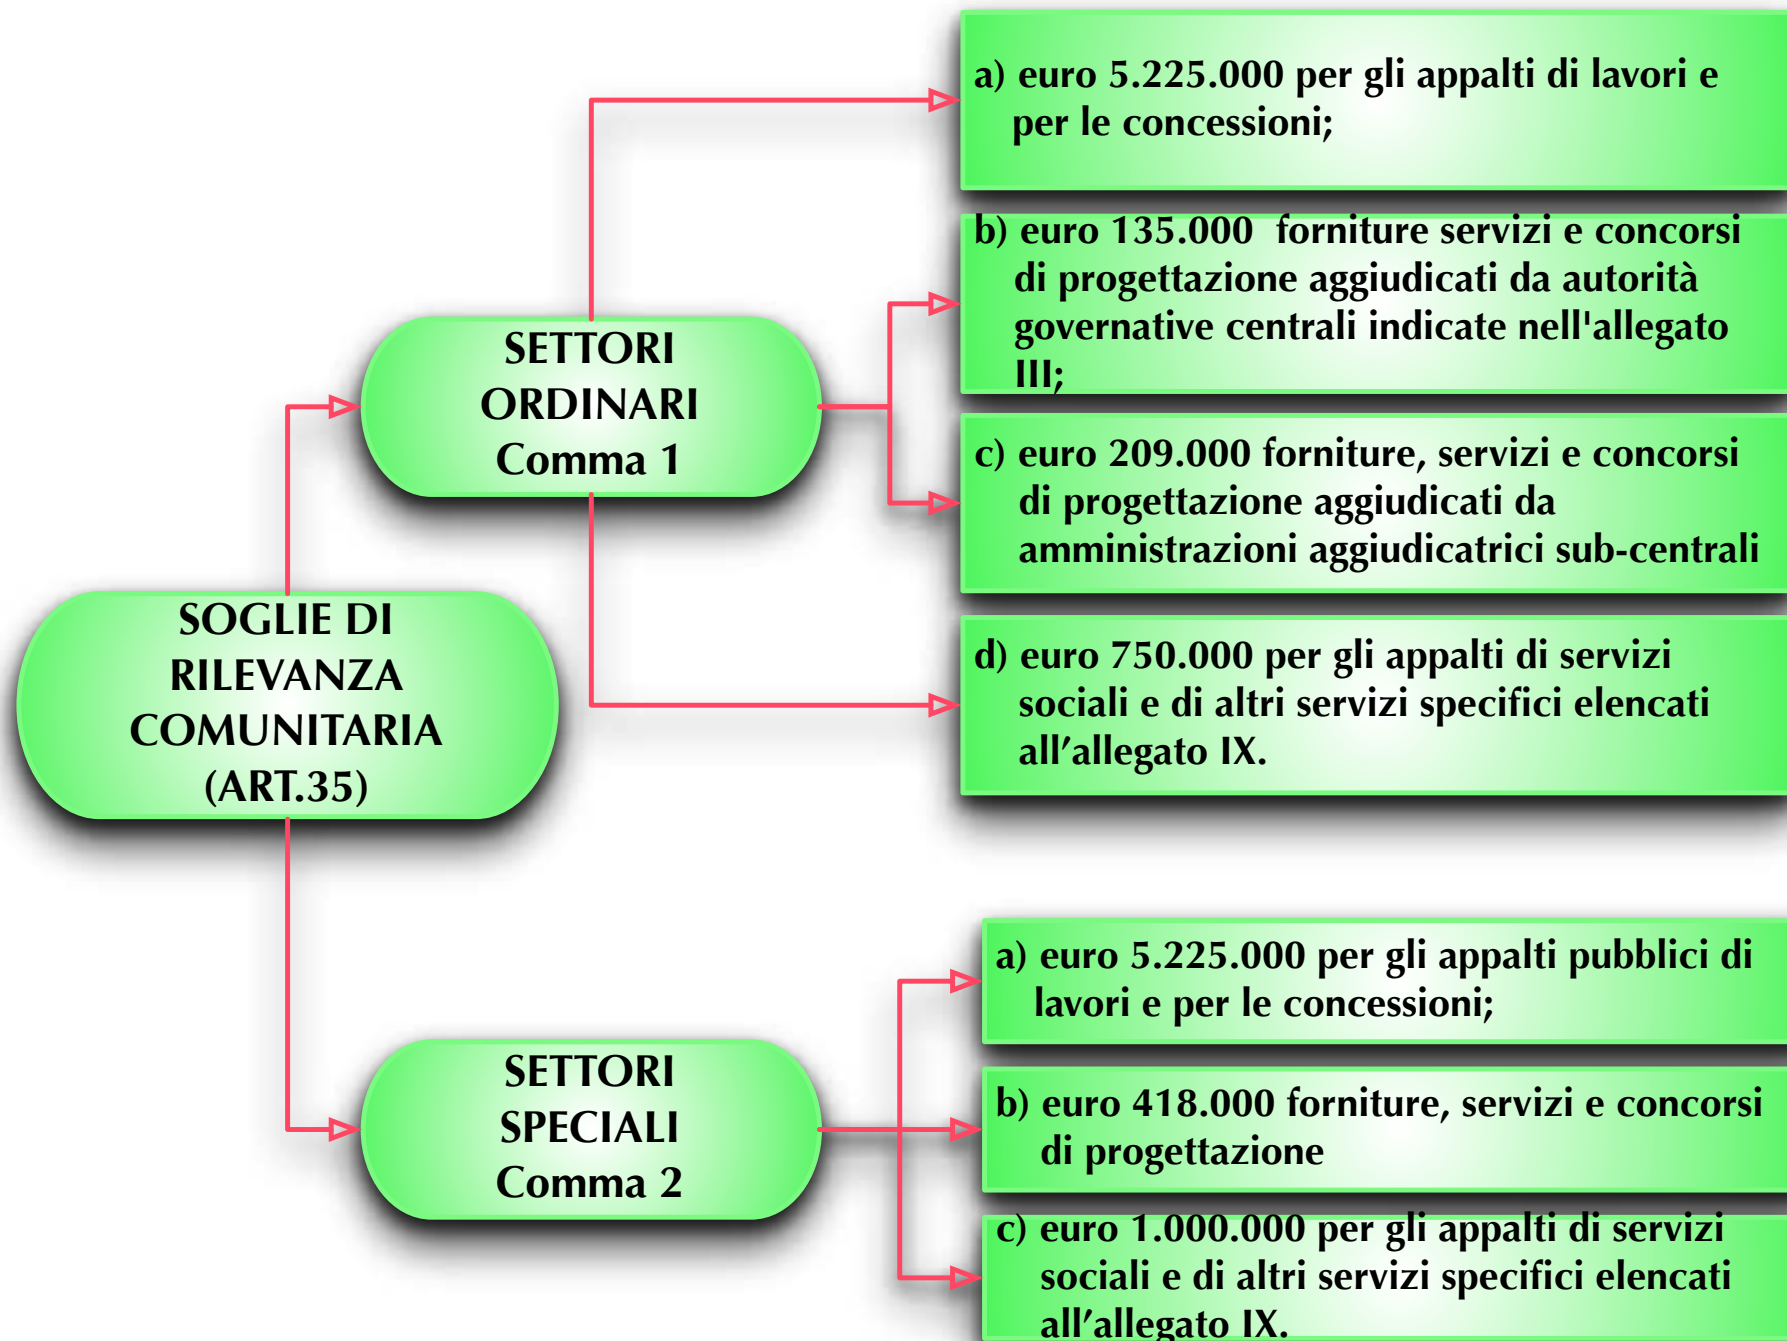 SOGLIE DI
RILEVANZA
COMUNITARIA
(ART.35)
SETTORI
ORDINARI
Comma 1
a) euro 5.225.000 per gli appalti di lavori e
per le concessioni;
b) euro 135.000 forniture servizi e concorsi
di progettazione aggiudicati da autorità
governative centrali indicate nell'allegato
III;
c) euro 209.000 forniture, servizi e concorsi
di progettazione aggiudicati da
amministrazioni aggiudicatrici sub-centrali
d) euro 750.000 per gli appalti di servizi
sociali e di altri servizi specifici elencati
all’allegato IX.
SETTORI
SPECIALI
Comma 2
a) euro 5.225.000 per gli appalti pubblici di
lavori e per le concessioni;
b) euro 418.000 forniture, servizi e concorsi
di progettazione
c) euro 1.000.000 per gli appalti di servizi
sociali e di altri servizi specifici elencati
all’allegato IX.